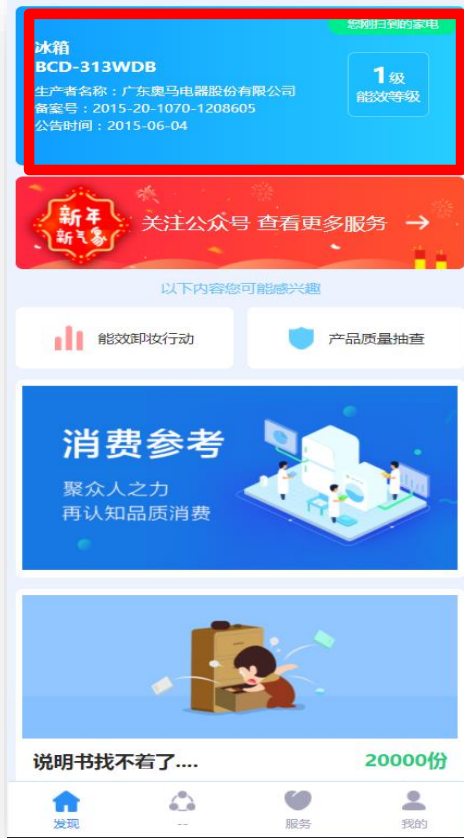 您刚扫到的家电
冰箱
BCD-313WDB
生产者名称：广东奥马电器股份有限公司
备案号：2015-20-1070-1208605
公告时间：2015-06-04
1级
能效等级
新年
新气象
关注公众号 查看更多服务 →
以下内容您可能感兴趣
能效卸妆行动
产品质量抽查
消费参考
聚众人之力
再认知品质消费
说明书找不着了....
20000份
发现
--
服务
我的